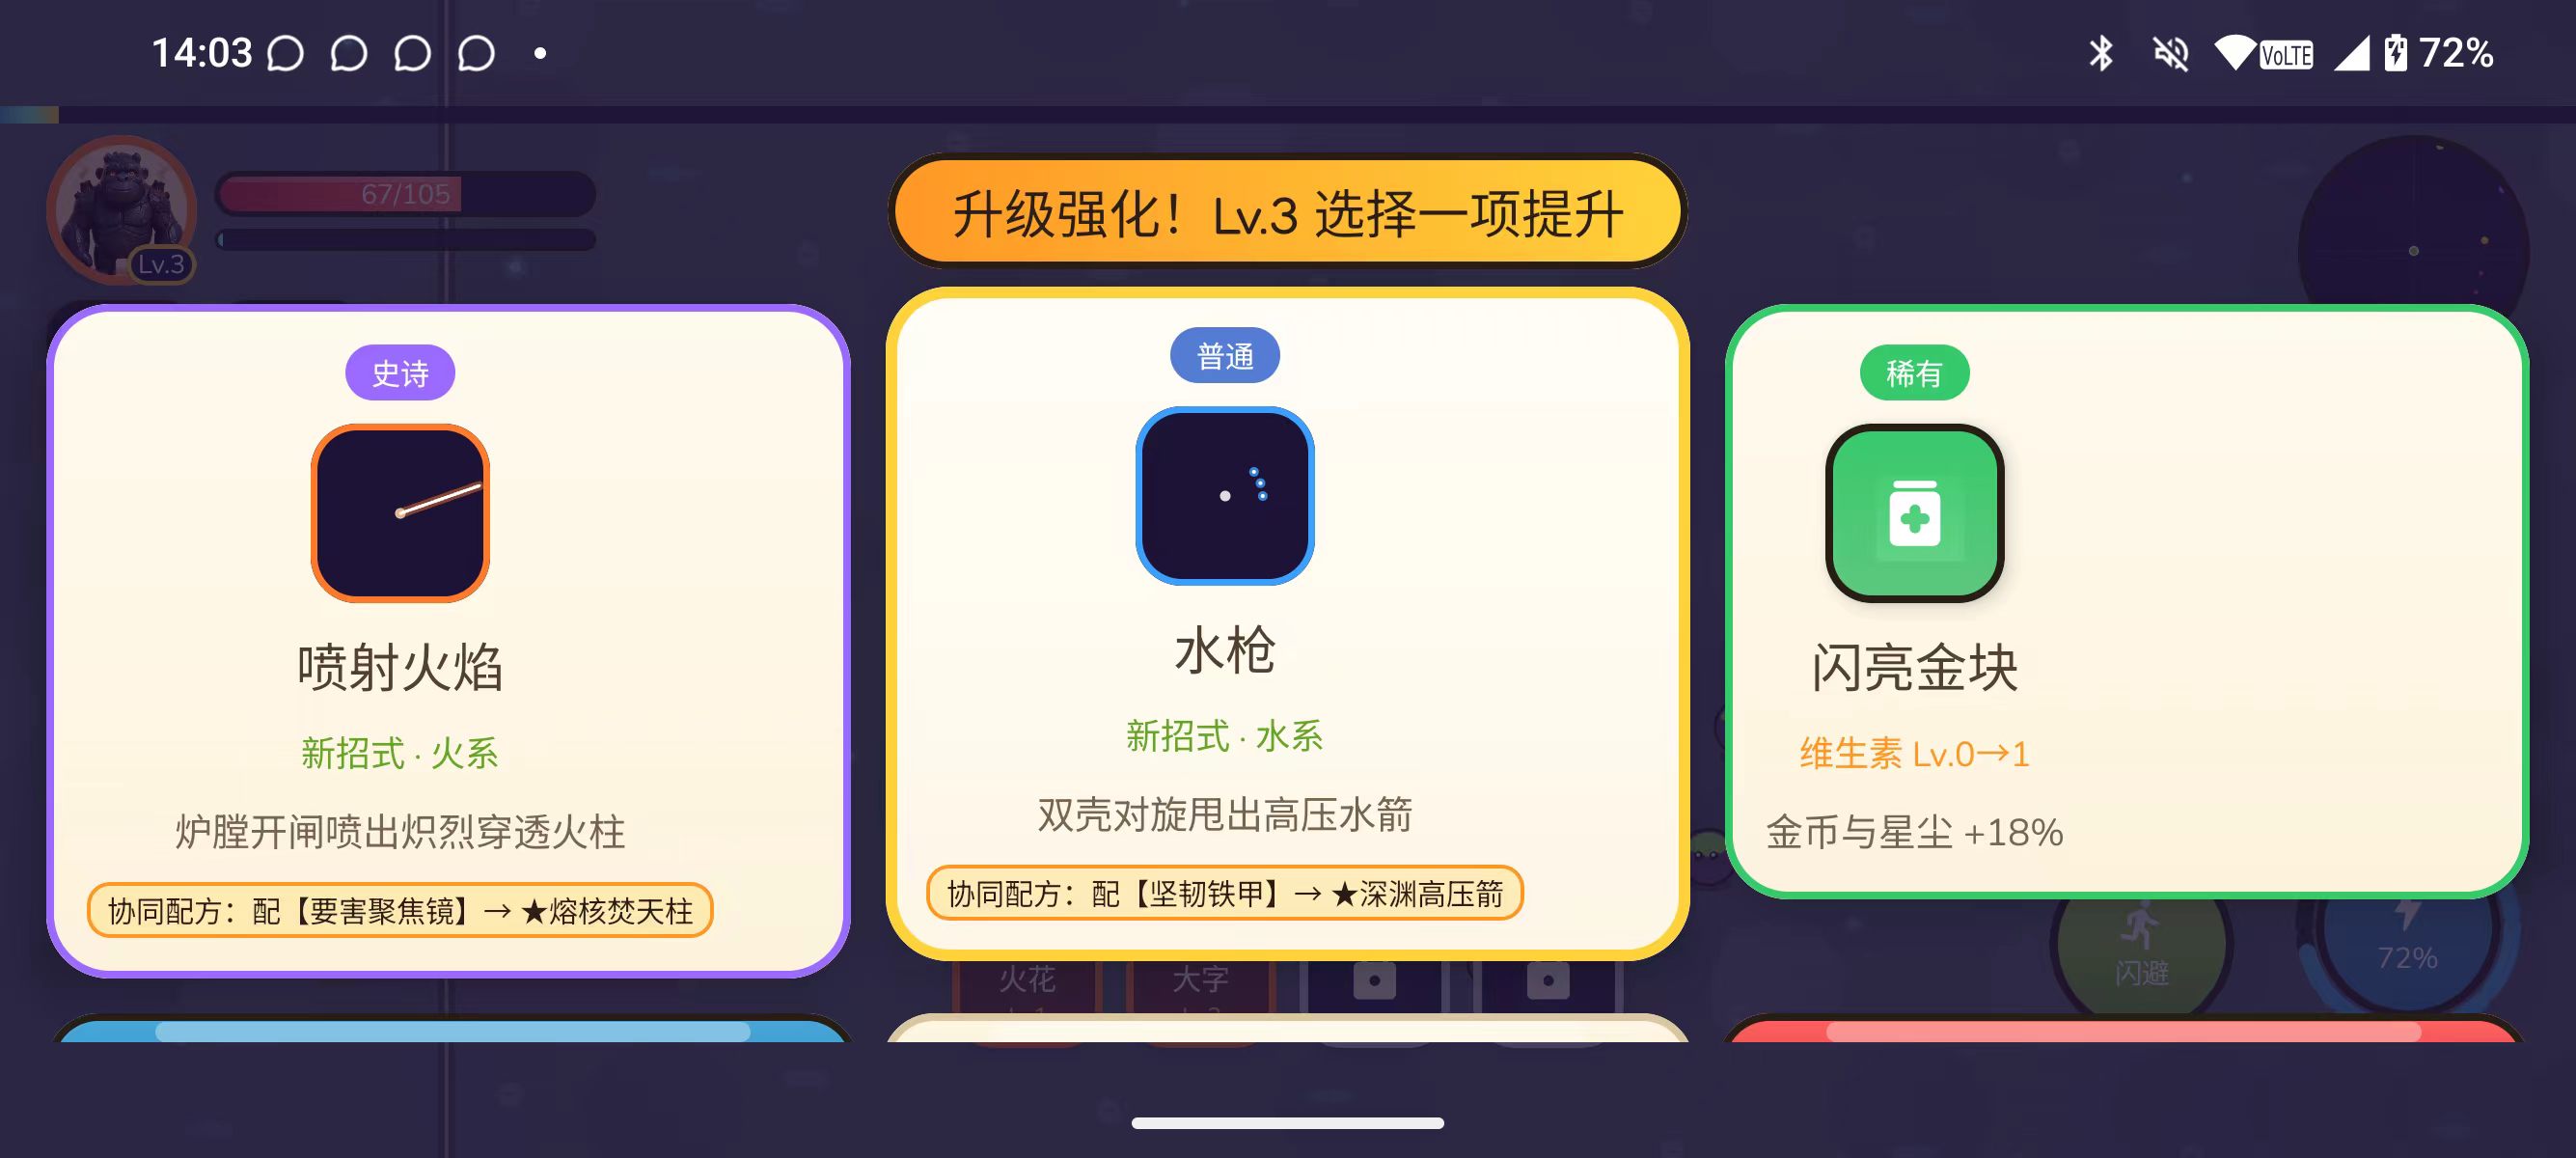 14:03
VoLTE
72%
67/105
Lv.3
升级强化！Lv.3 选择一项提升
史诗
喷射火焰
新招式 · 火系
炉膛开闸喷出炽烈穿透火柱
协同配方：配【要害聚焦镜】→ ★熔核焚天柱
普通
水枪
新招式 · 水系
双壳对旋甩出高压水箭
协同配方：配【坚韧铁甲】→ ★深渊高压箭
稀有
闪亮金块
维生素 Lv.0→1
金币与星尘 +18%
火花
大字
闪避
72%